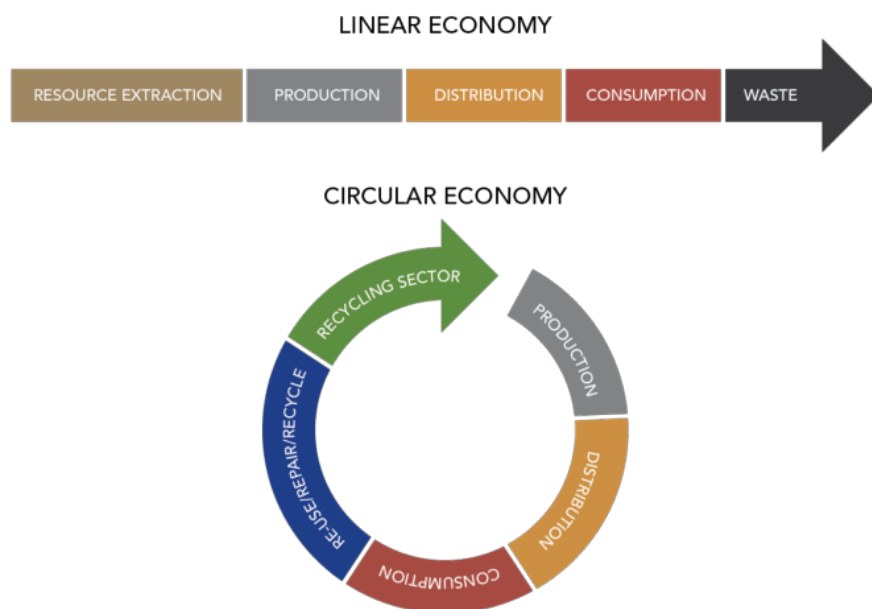 LINEAR ECONOMY
RESOURCE EXTRACTION
PRODUCTION
DISTRIBUTION
CONSUMPTION
WASTE
CIRCULAR ECONOMY
RECYCLING SECTOR
PRODUCTION
DISTRIBUTION
CONSUMPTION
RE-USE/REPAIR/RECYCLE